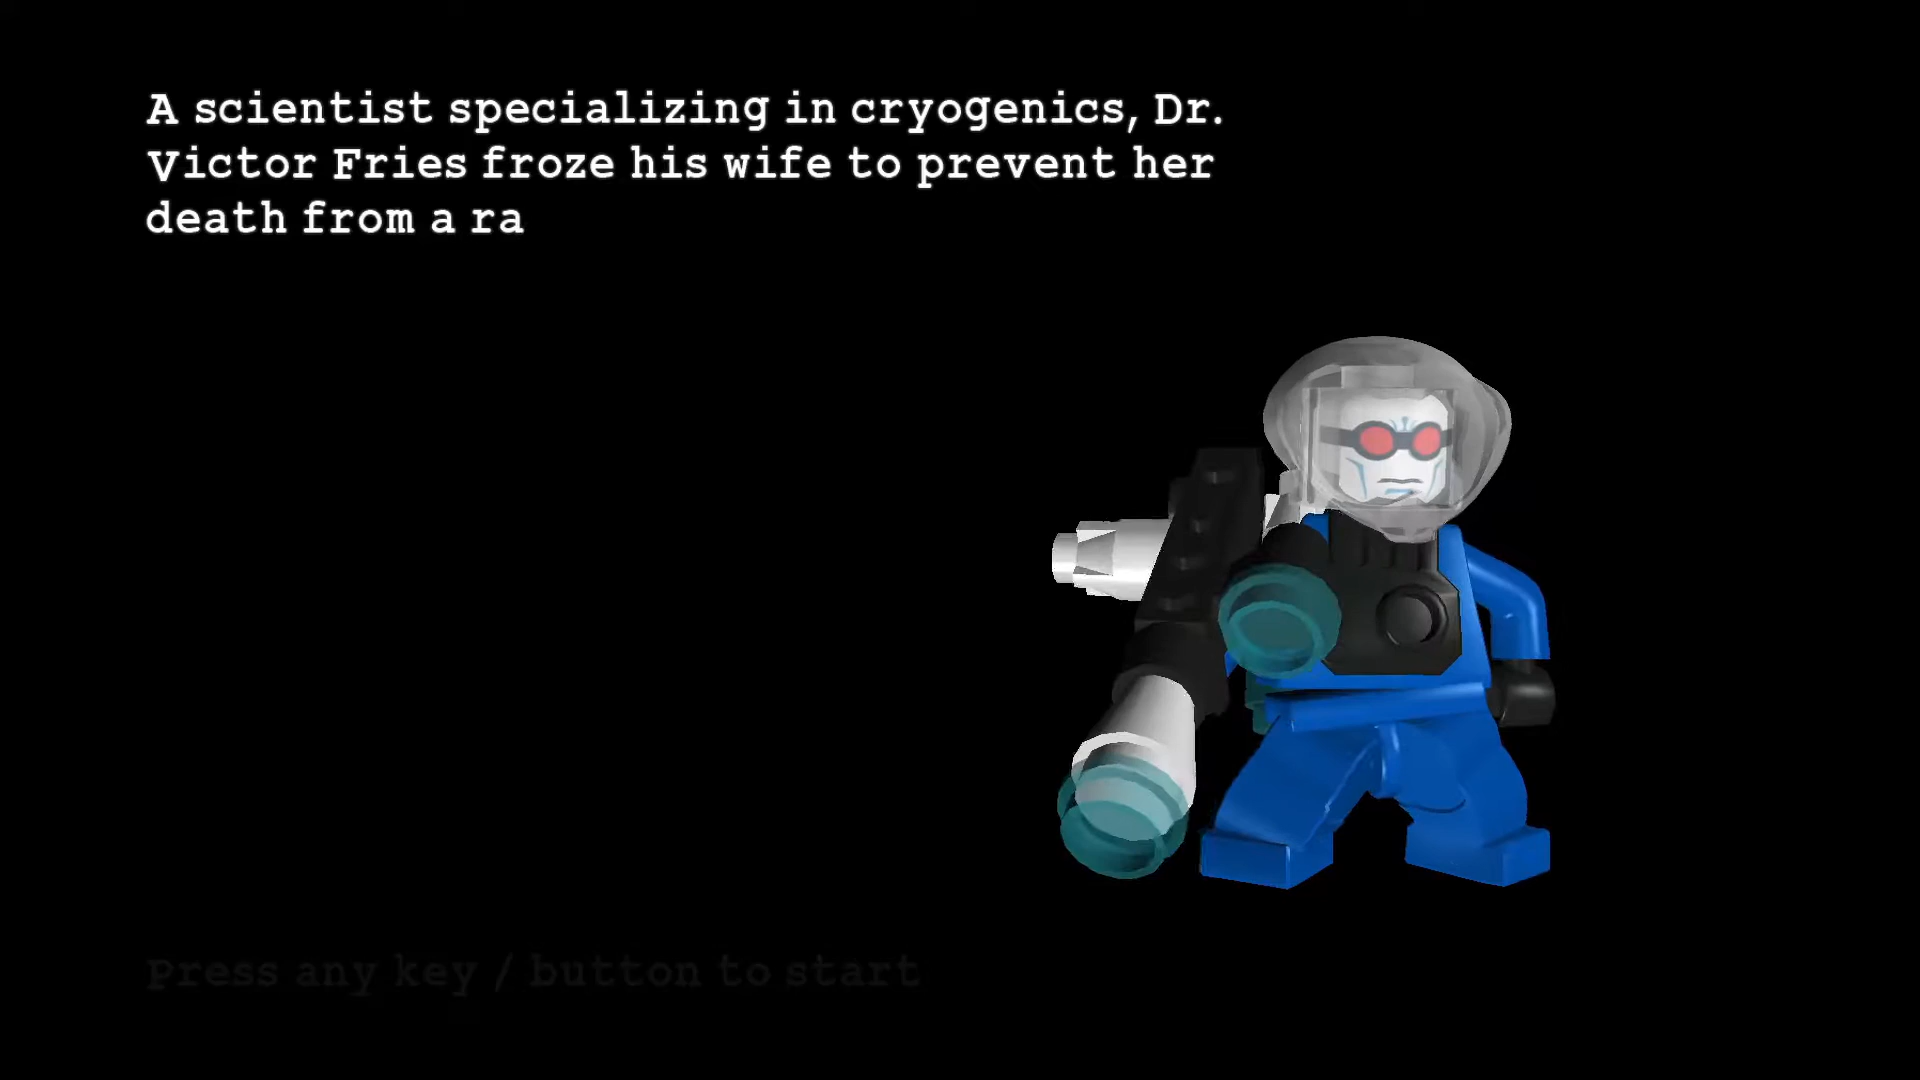 A scientist specializing in cryogenics, Dr.
Victor Fries froze his wife to prevent her
death from a ra
Press any key / button to start